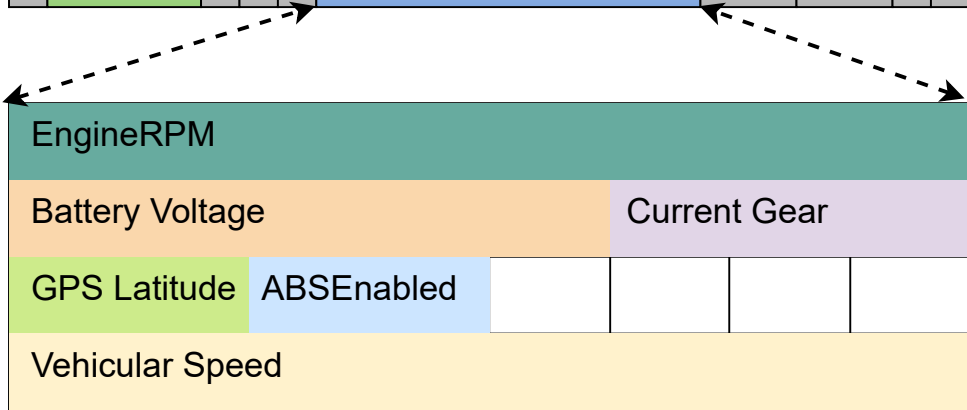 EngineRPM
Battery Voltage Current Gear
GPS Latitude ABSEnabled
Vehicular Speed